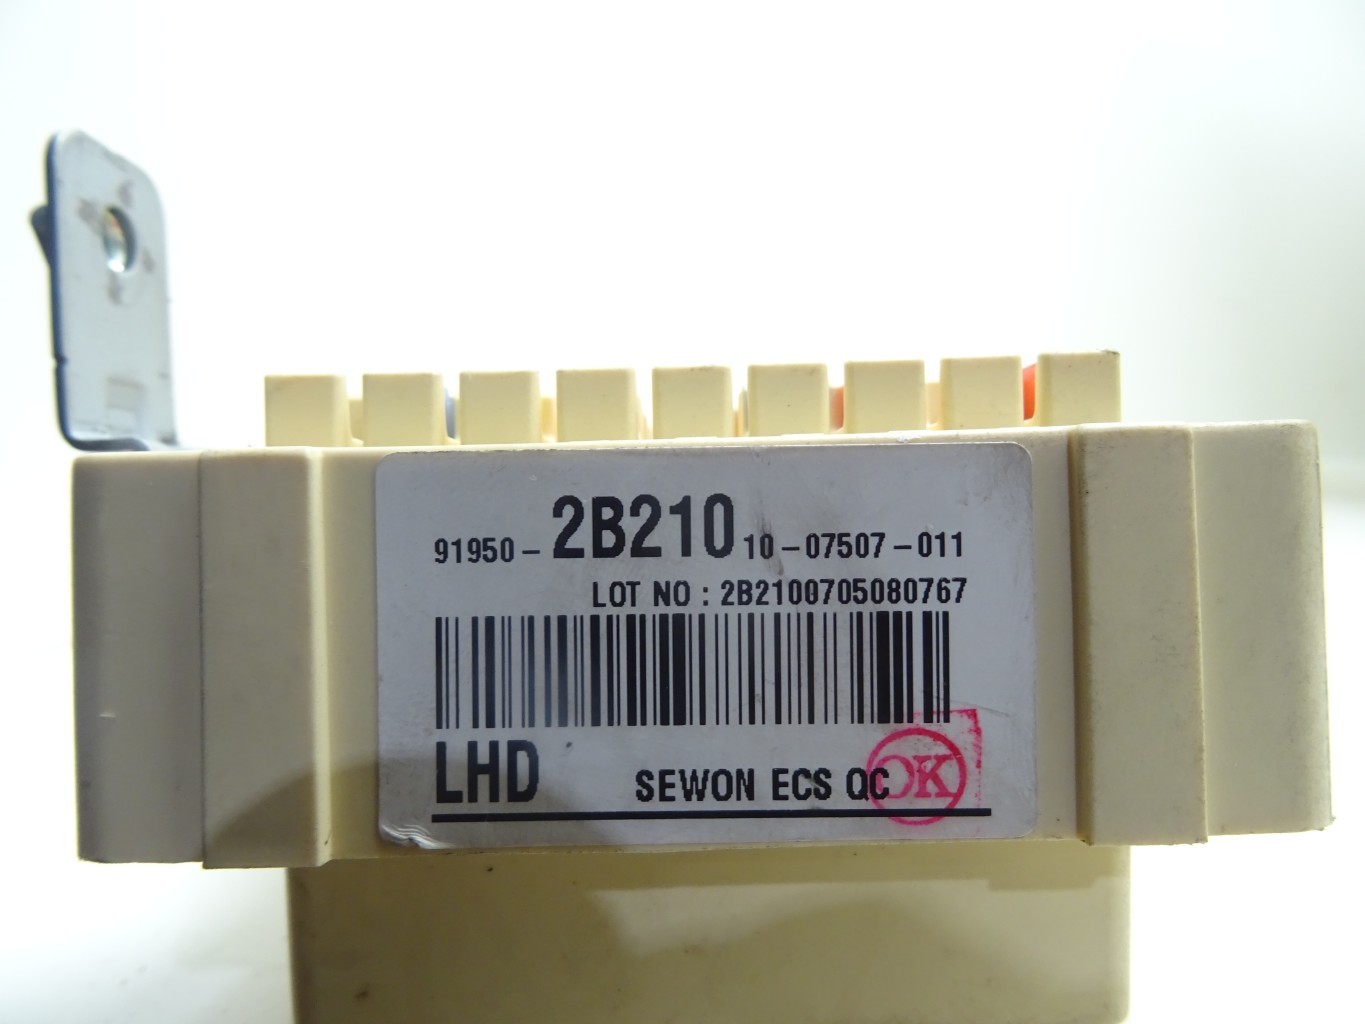 91950-2B210 10-07507-011
LOT NO : 2B2100705080767
LHD SEWON ECS QC OK